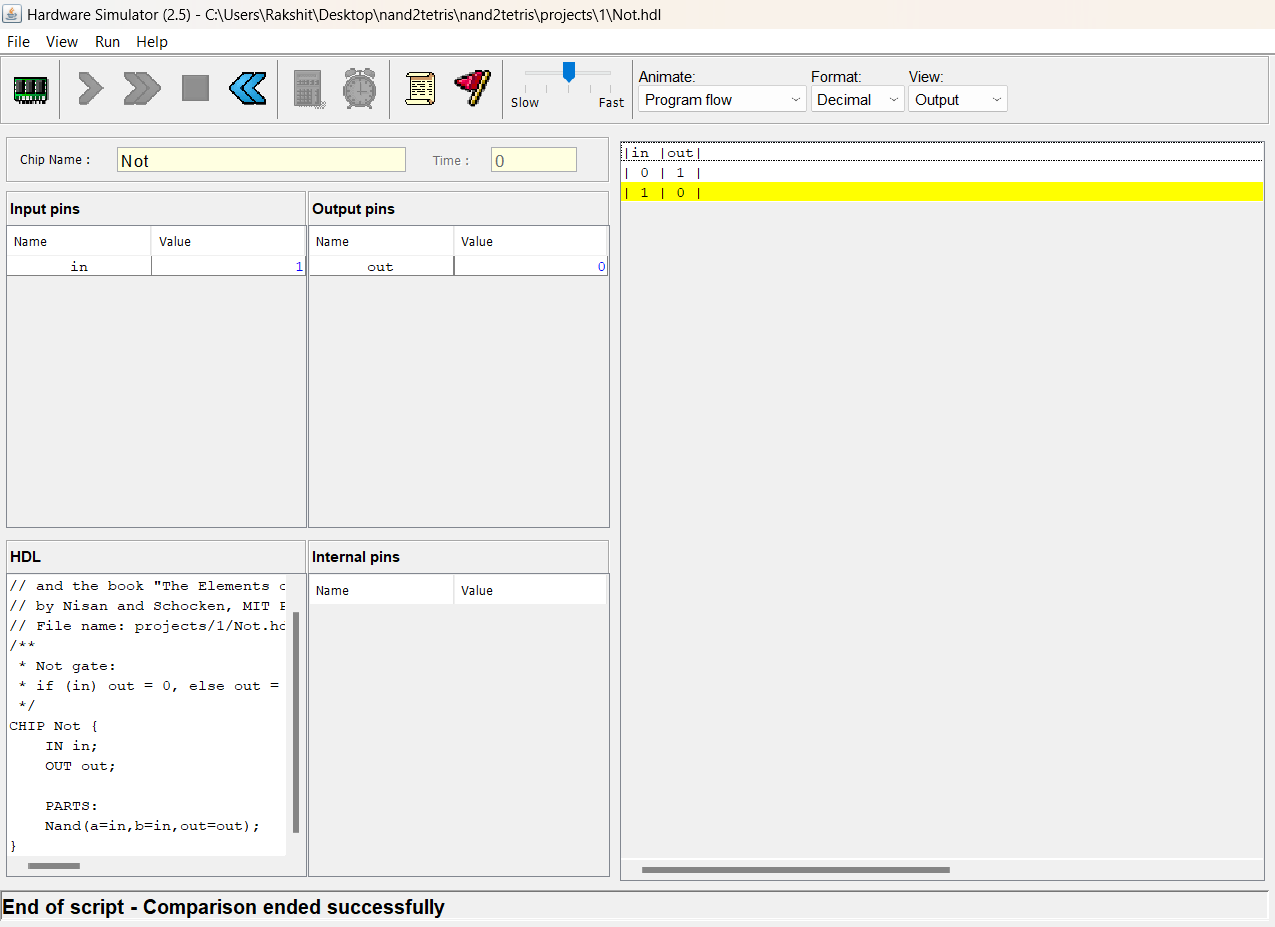 Hardware Simulator (2.5) - C:\Users\Rakshit\Desktop\nand2tetris\nand2tetris\projects\1\Not.hdl
File View Run Help
Animate: Format: View:
Slow Fast Program flow Decimal Output
Chip Name : Not Time : 0
Input pins
Name Value
in 1
Output pins
Name Value
out 0
|in |out|
| 0 | 1 |
| 1 | 0 |
HDL
// and the book "The Elements
// by Nisan and Schocken, MIT
// File name: projects/1/Not.
/**
* Not gate:
* if (in) out = 0, else out =
*/
CHIP Not {
IN in;
OUT out;
PARTS:
Nand(a=in,b=in,out=out);
}
Internal pins
Name Value
End of script - Comparison ended successfully